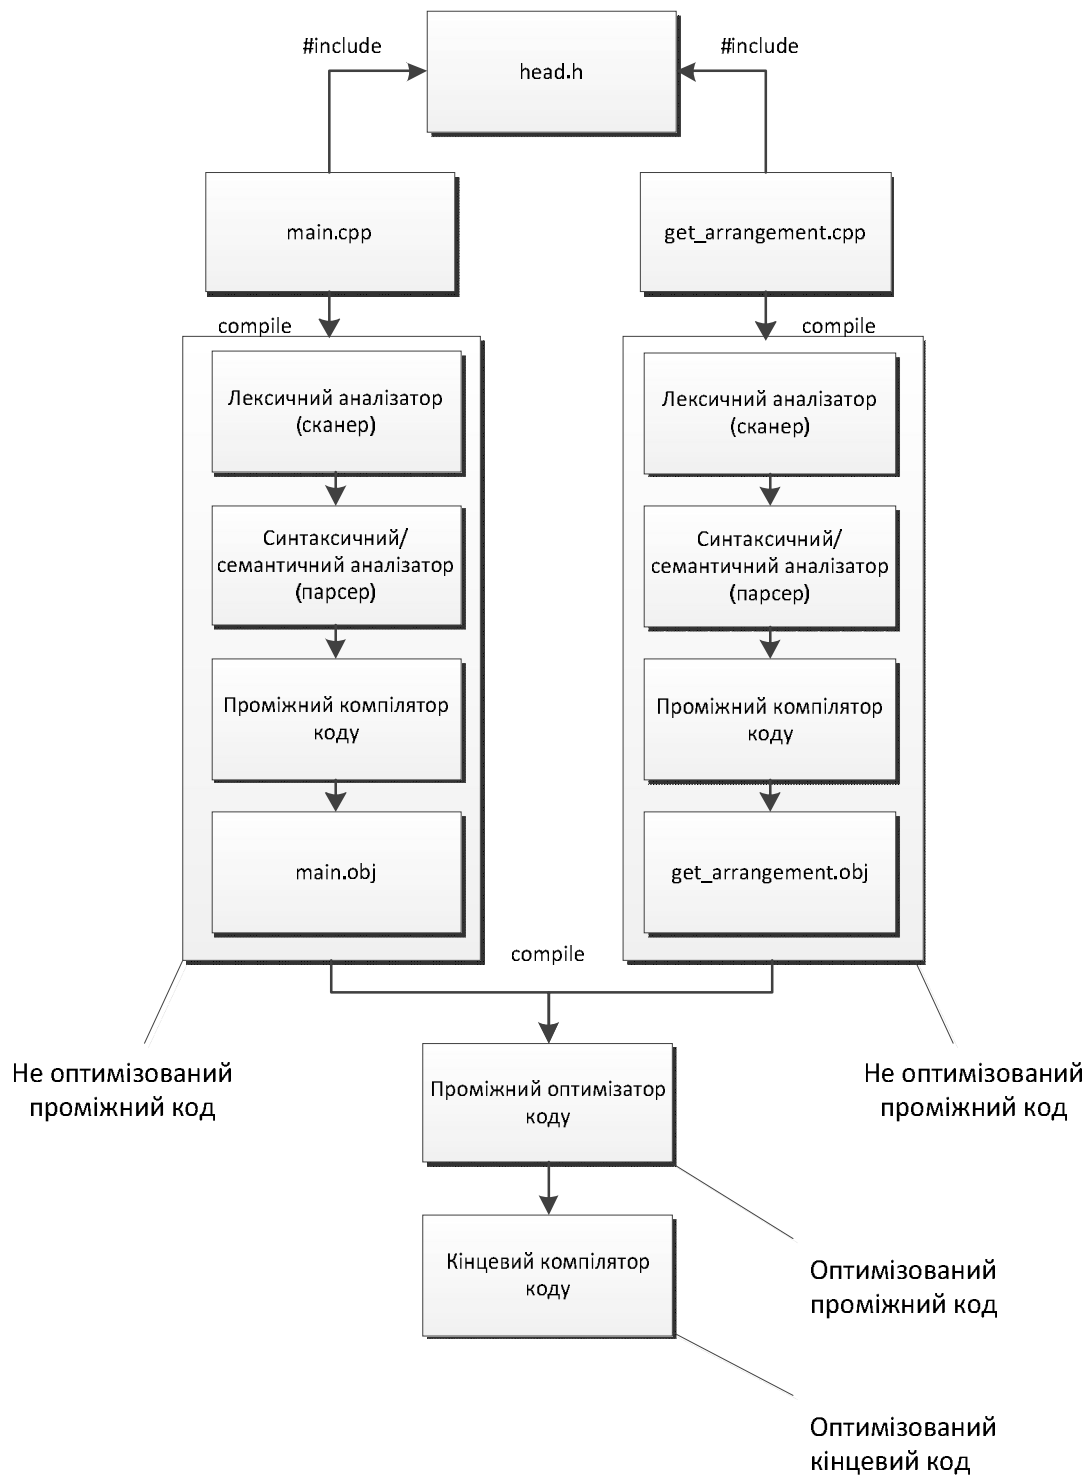 #include
head.h
#include
main.cpp
get_arrangement.cpp
compile
compile
Лексичний аналізатор
(сканер)
Синтаксичний/
семантичний аналізатор
(парсер)
Проміжний компілятор
коду
main.obj
Лексичний аналізатор
(сканер)
Синтаксичний/
семантичний аналізатор
(парсер)
Проміжний компілятор
коду
get_arrangement.obj
compile
Не оптимізований
проміжний код
Проміжний оптимізатор
коду
Не оптимізований
проміжний код
Кінцевий компілятор
коду
Оптимізований
проміжний код
Оптимізований
кінцевий код